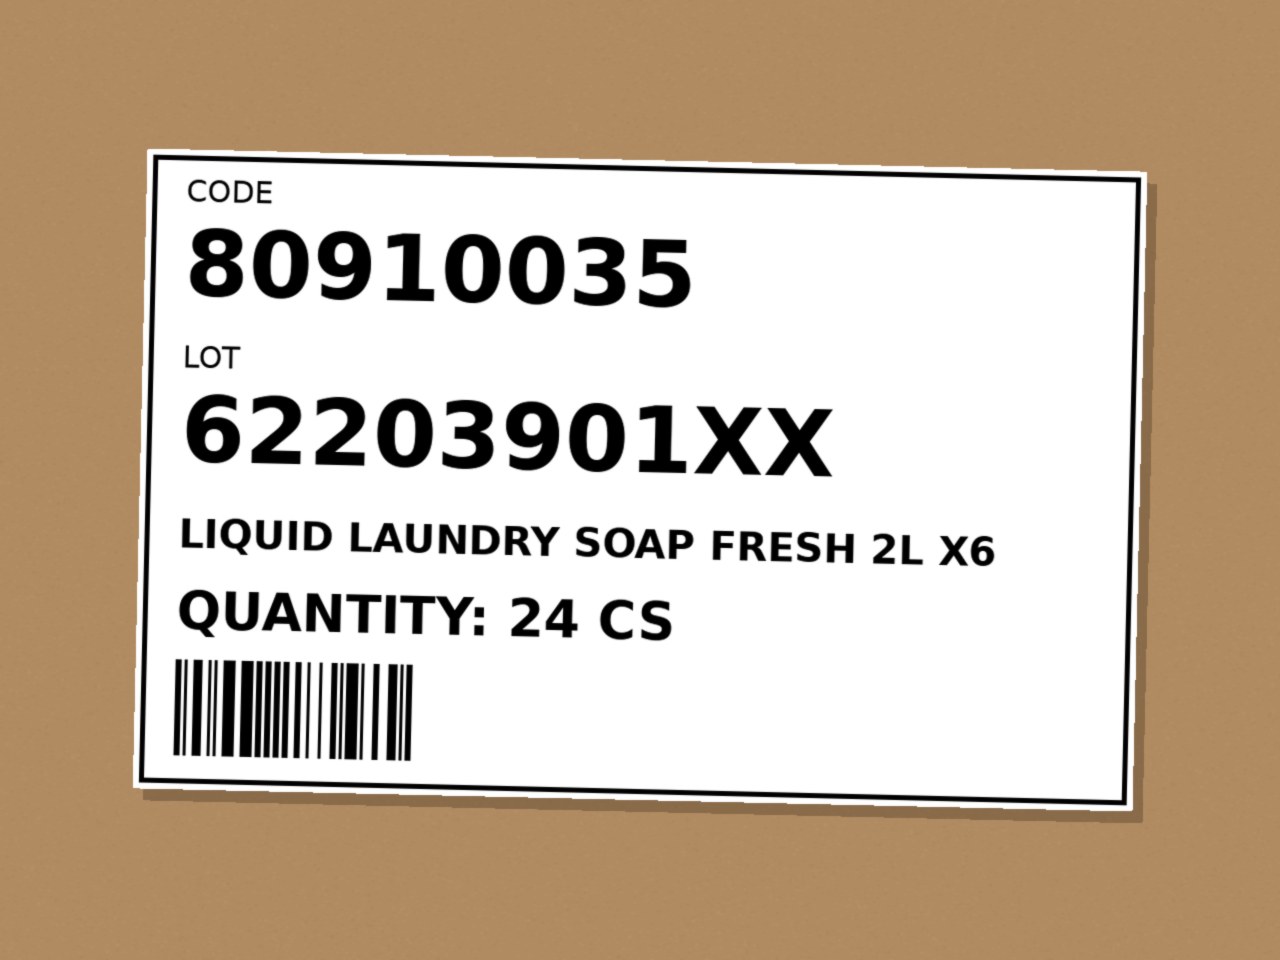 CODE
80910035
LOT
62203901XX
LIQUID LAUNDRY SOAP FRESH 2L X6
QUANTITY: 24 CS